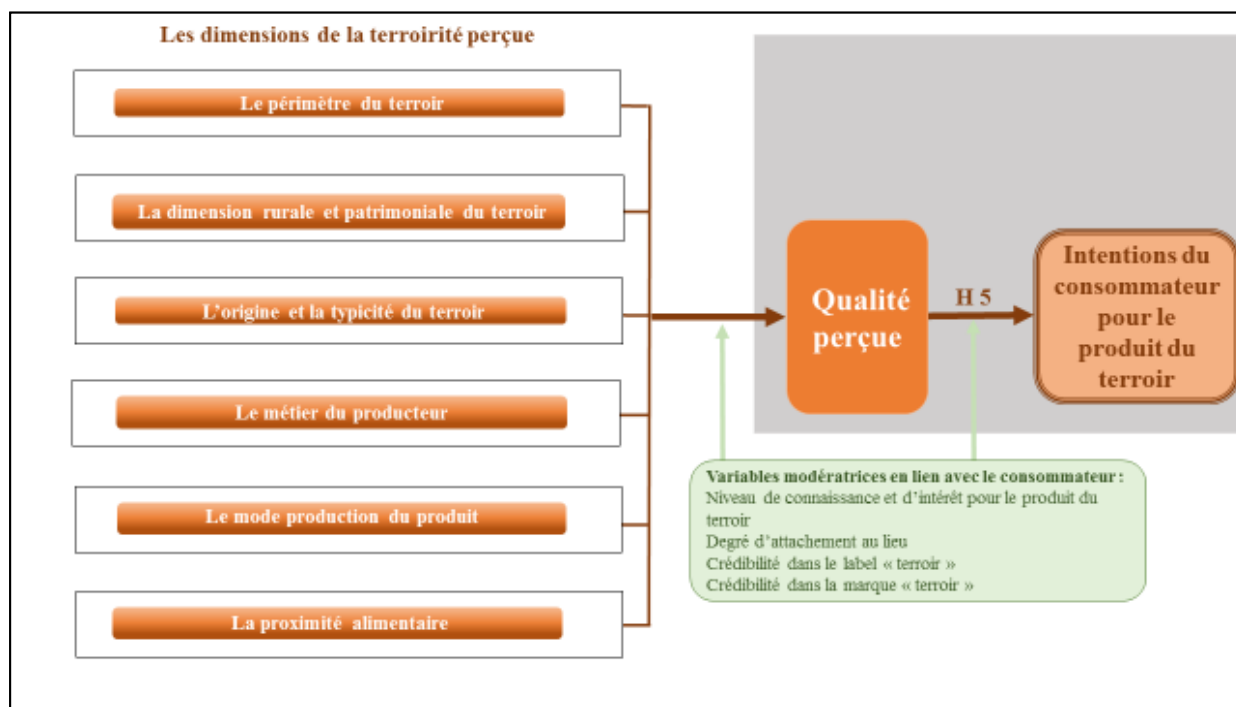 Les dimensions de la terroirité perçue
Le périmètre du terroir
La dimension rurale et patrimoniale du terroir
L'origine et la typicité du terroir
Le métier du producteur
Le mode production du produit
La proximité alimentaire
Qualité
perçue
H 5
Intentions du
consommateur
pour le
produit du
terroir
Variables modératrices en lien avec le consommateur :
Niveau de connaissance et d'intérêt pour le produit du
terroir
Degré d'attachement au lieu
Crédibilité dans le label « terroir »
Crédibilité dans la marque « terroir »